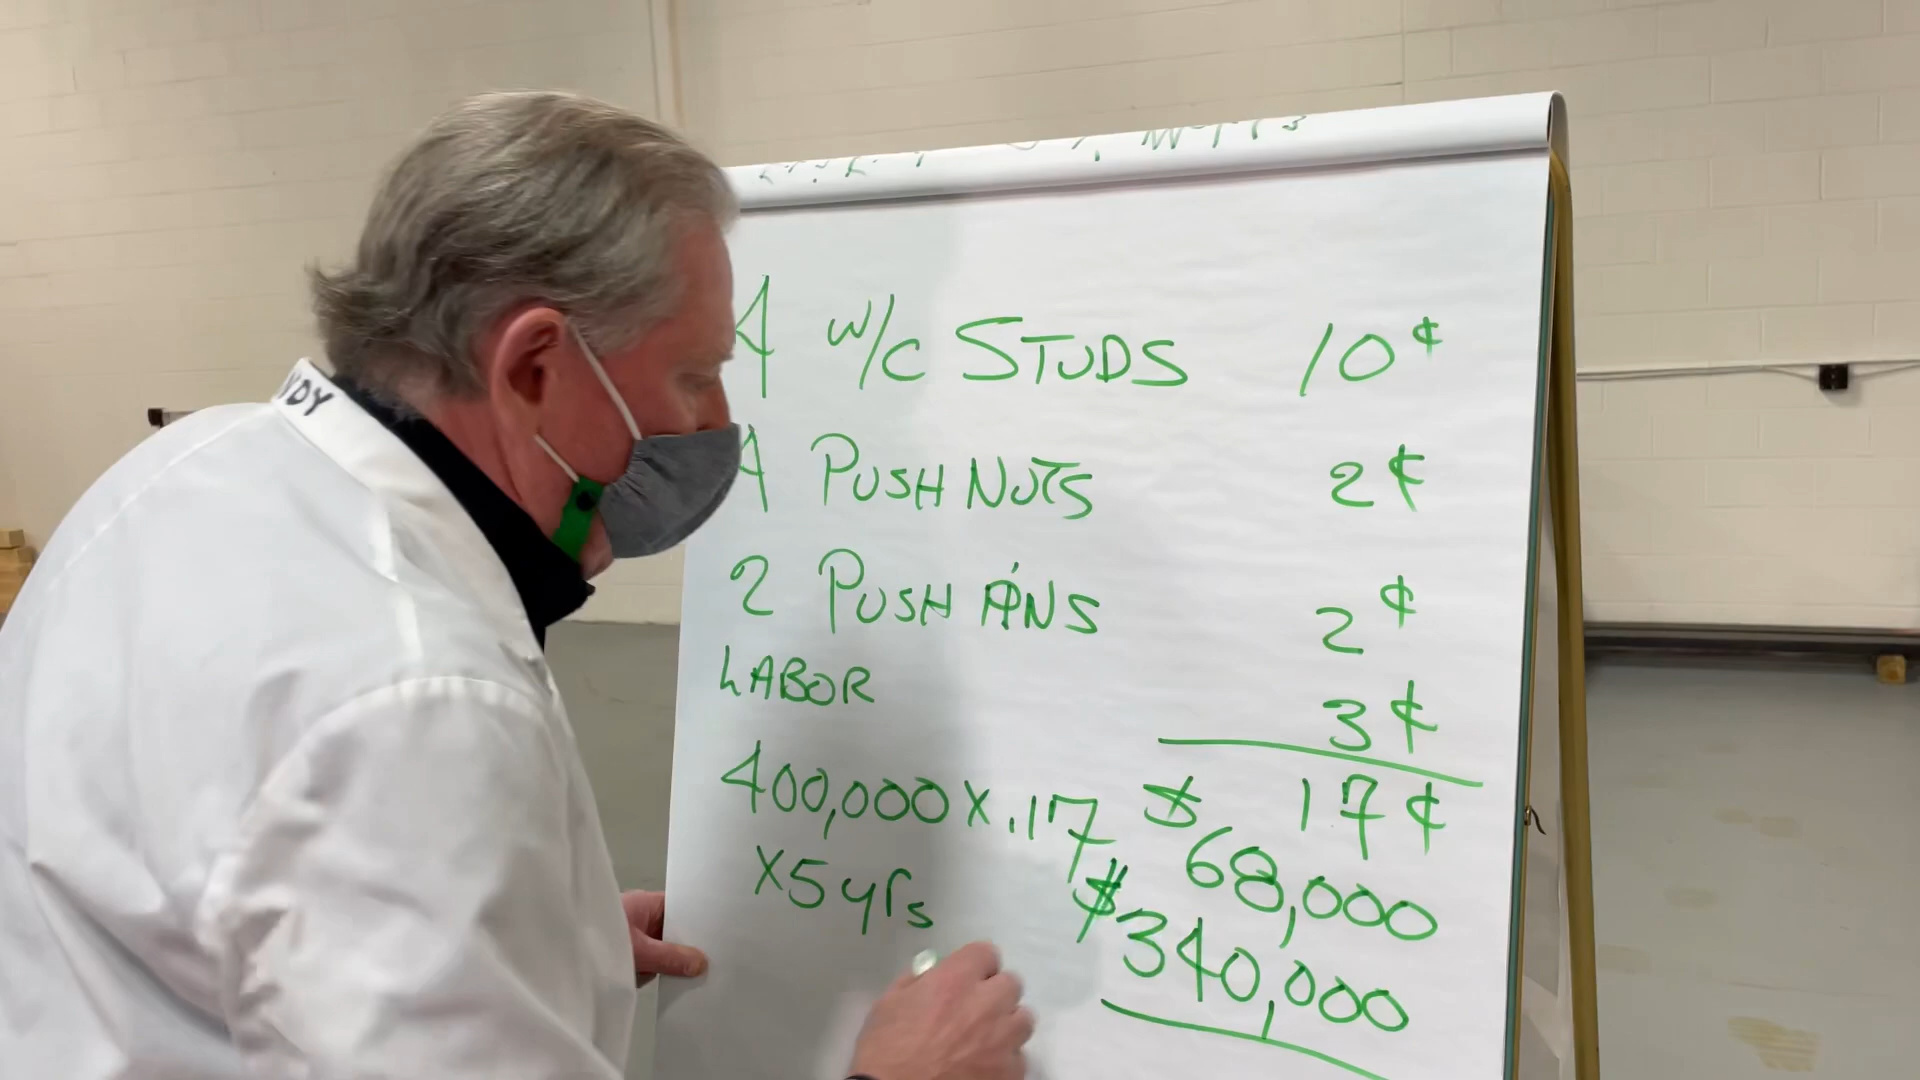 4 W/C STUDS 10¢
4 PUSH NUTS 2¢
2 PUSH PINS 2¢
LABOR 3¢
17¢
400,000 X .17 $ 68,000
X5 yrs $340,000